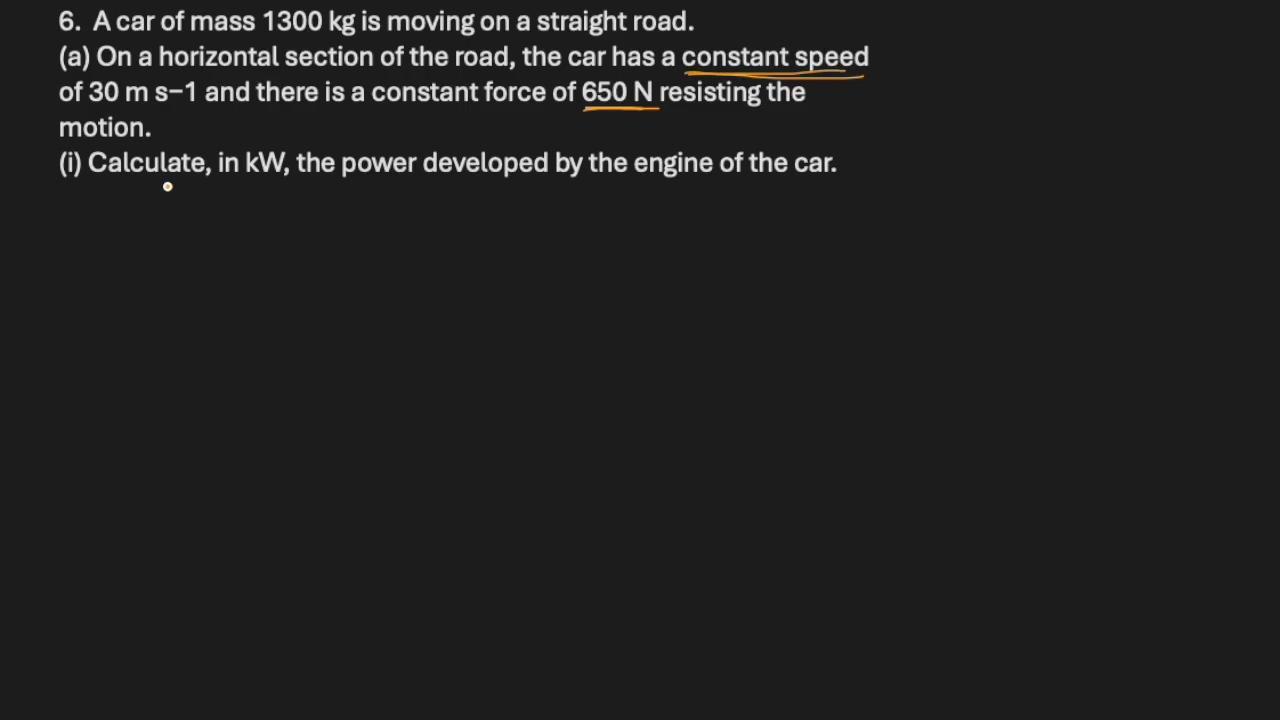 6. A car of mass 1300 kg is moving on a straight road.
(a) On a horizontal section of the road, the car has a constant speed
of 30 m s−1 and there is a constant force of 650 N resisting the
motion.
(i) Calculate, in kW, the power developed by the engine of the car.